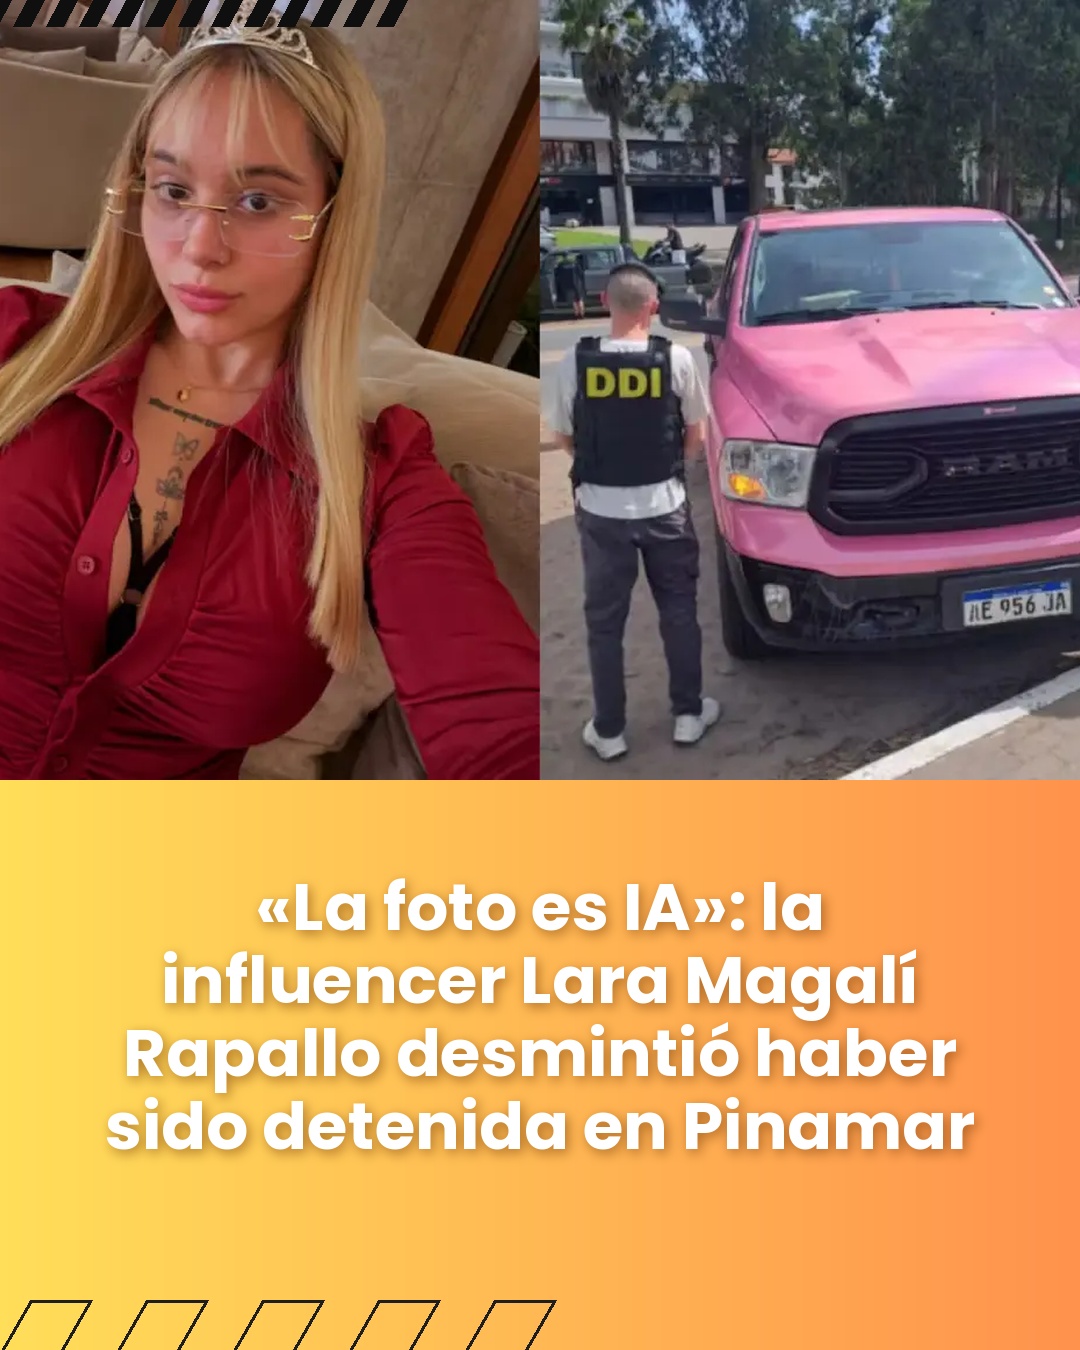 DDI
RAM
AE 956 JA
«La foto es IA»: la
influencer Lara Magalí
Rapallo desmintió haber
sido detenida en Pinamar